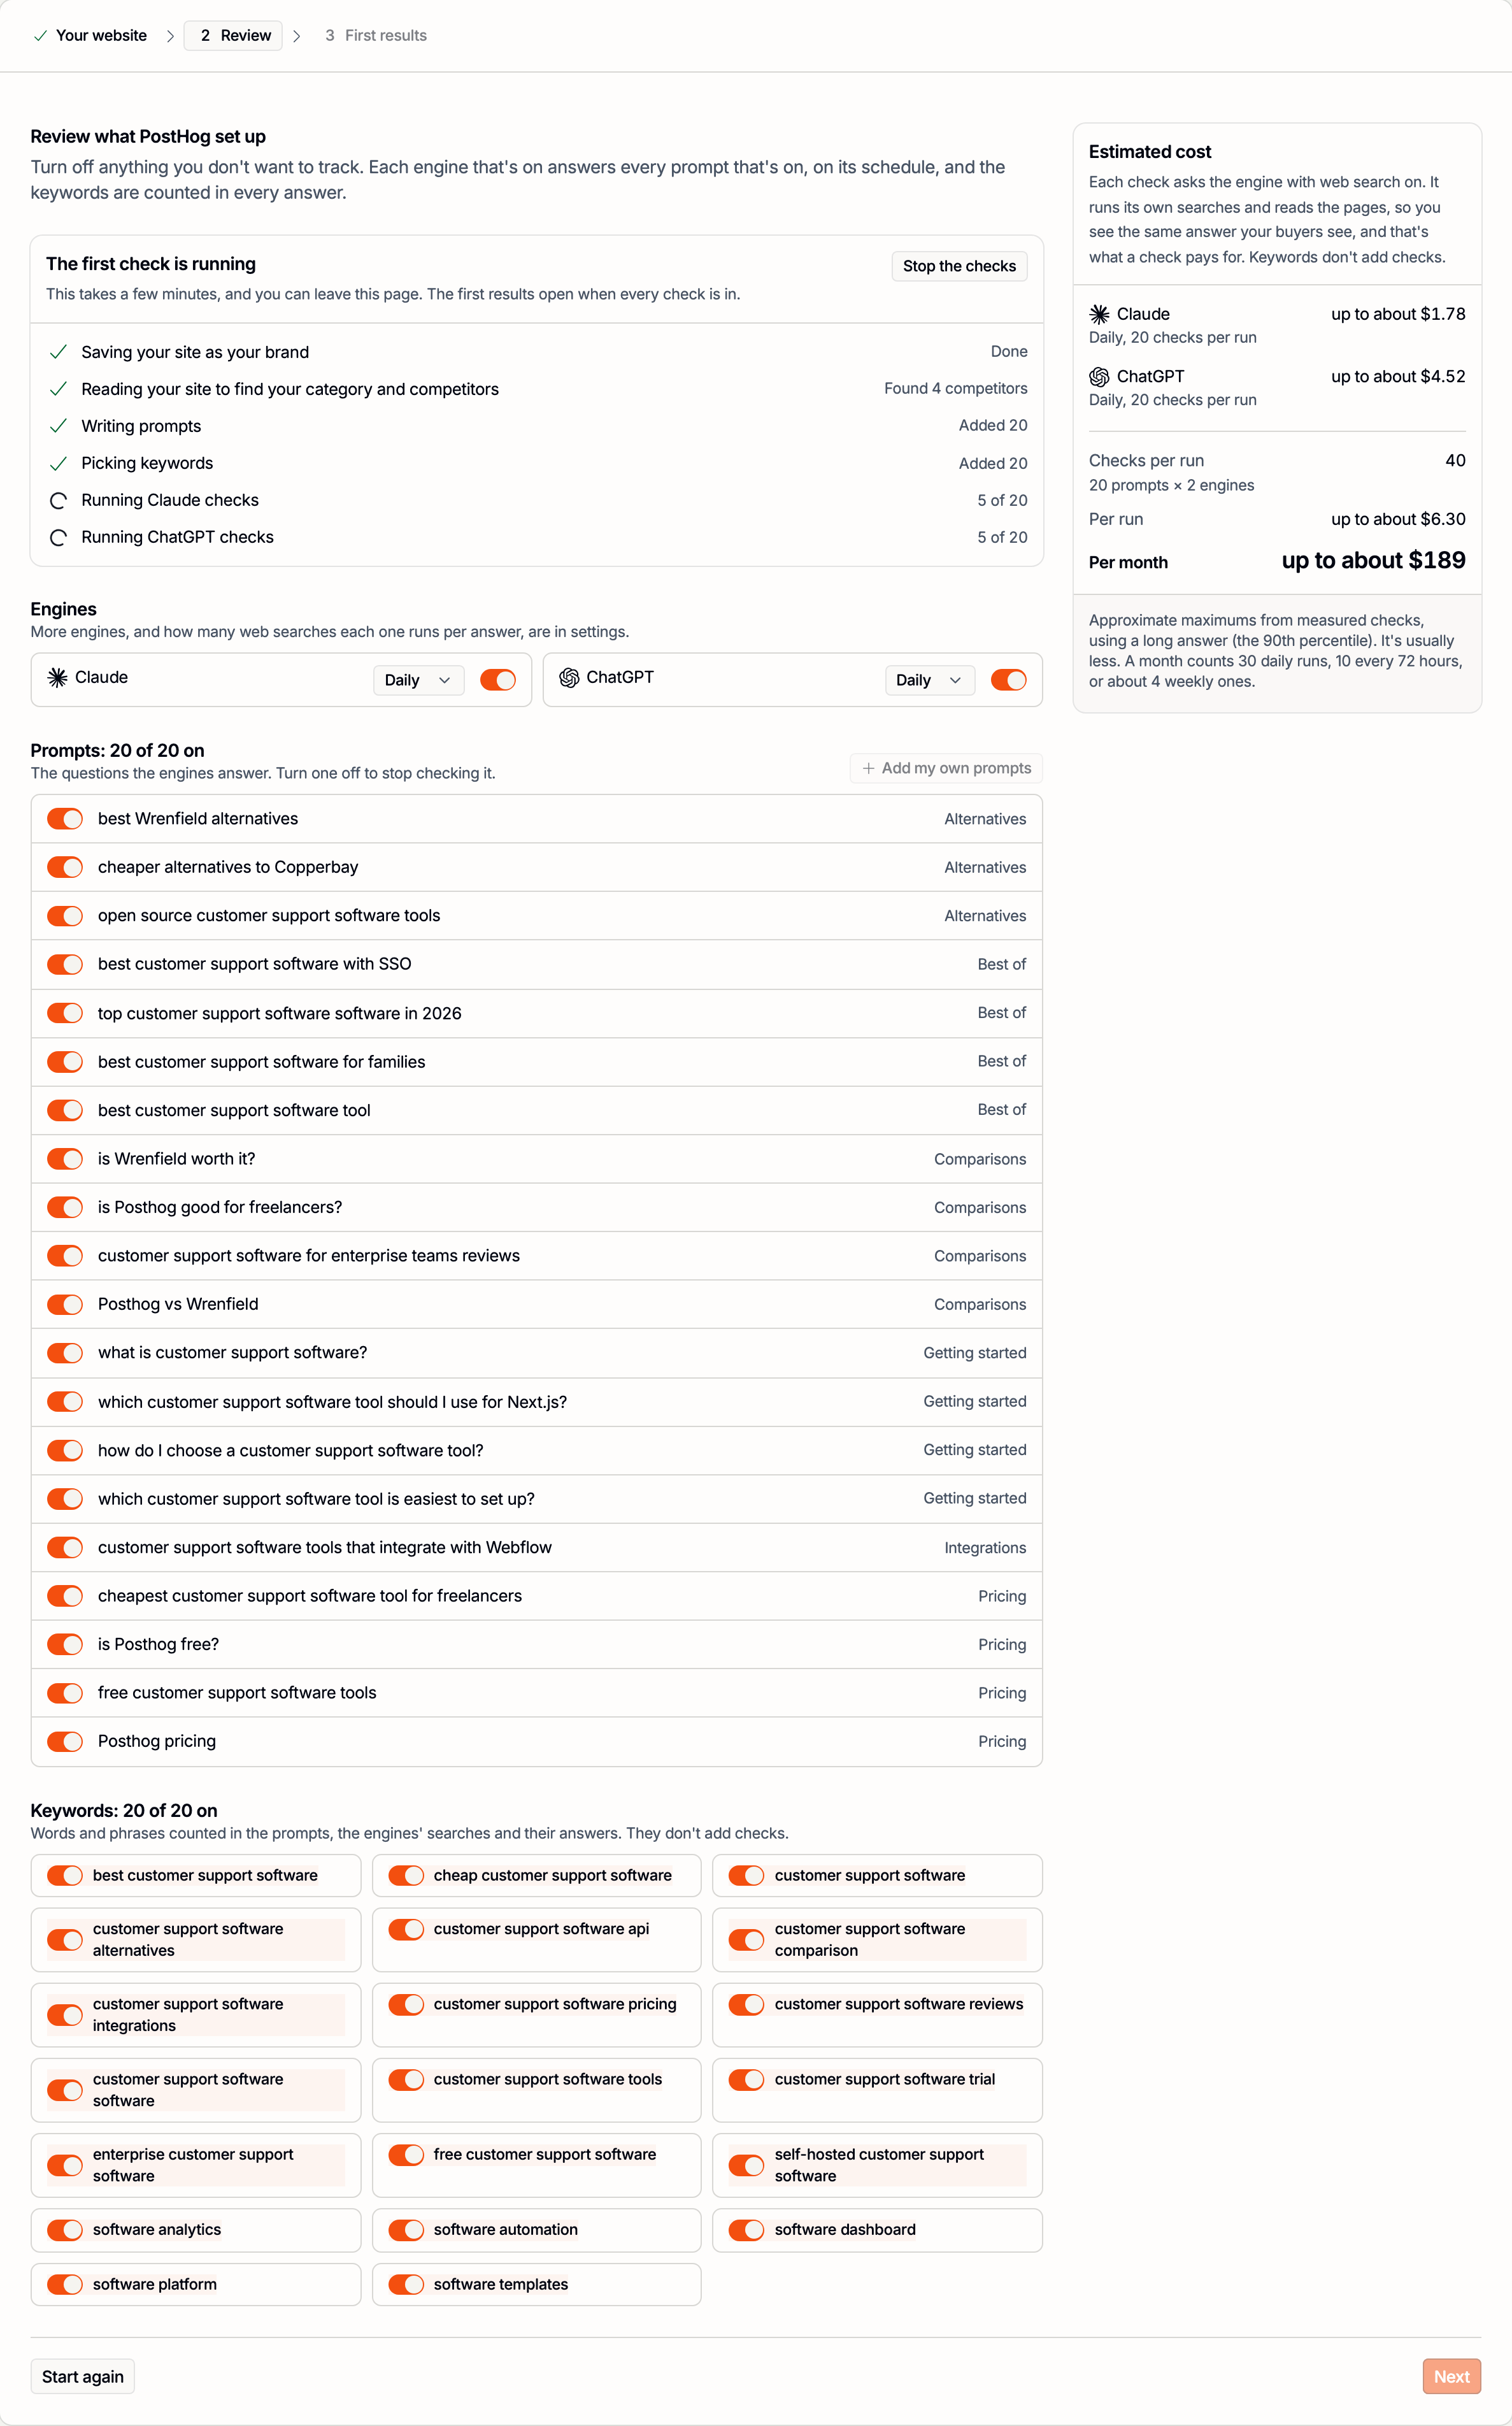 Your website
2 Review
3 First results
Review what PostHog set up
Turn off anything you don't want to track. Each engine that's on answers every prompt that's on, on its schedule, and the
keywords are counted in every answer.
The first check is running
Stop the checks
This takes a few minutes, and you can leave this page. The first results open when every check is in.
Saving your site as your brand
Done
Reading your site to find your category and competitors
Found 4 competitors
Writing prompts
Added 20
Picking keywords
Added 20
Running Claude checks
5 of 20
Running ChatGPT checks
5 of 20
Engines
More engines, and how many web searches each one runs per answer, are in settings.
Claude
Daily
ChatGPT
Daily
Prompts: 20 of 20 on
The questions the engines answer. Turn one off to stop checking it.
Add my own prompts
best Wrenfield alternatives
Alternatives
cheaper alternatives to Copperbay
Alternatives
open source customer support software tools
Alternatives
best customer support software with SSO
Best of
top customer support software software in 2026
Best of
best customer support software for families
Best of
best customer support software tool
Best of
is Wrenfield worth it?
Comparisons
is Posthog good for freelancers?
Comparisons
customer support software for enterprise teams reviews
Comparisons
Posthog vs Wrenfield
Comparisons
what is customer support software?
Getting started
which customer support software tool should I use for Next.js?
Getting started
how do I choose a customer support software tool?
Getting started
which customer support software tool is easiest to set up?
Getting started
customer support software tools that integrate with Webflow
Integrations
cheapest customer support software tool for freelancers
Pricing
is Posthog free?
Pricing
free customer support software tools
Pricing
Posthog pricing
Pricing
Keywords: 20 of 20 on
Words and phrases counted in the prompts, the engines' searches and their answers. They don't add checks.
best customer support software
cheap customer support software
customer support software
customer support software
alternatives
customer support software api
customer support software
comparison
customer support software
integrations
customer support software pricing
customer support software reviews
customer support software
software
customer support software tools
customer support software trial
enterprise customer support
software
free customer support software
self-hosted customer support
software
software analytics
software automation
software dashboard
software platform
software templates
Estimated cost
Each check asks the engine with web search on. It
runs its own searches and reads the pages, so you
see the same answer your buyers see, and that's
what a check pays for. Keywords don't add checks.
Claude
up to about $1.78
Daily, 20 checks per run
ChatGPT
up to about $4.52
Daily, 20 checks per run
Checks per run
40
20 prompts × 2 engines
Per run
up to about $6.30
Per month
up to about $189
Approximate maximums from measured checks,
using a long answer (the 90th percentile). It's usually
less. A month counts 30 daily runs, 10 every 72 hours,
or about 4 weekly ones.
Start again
Next